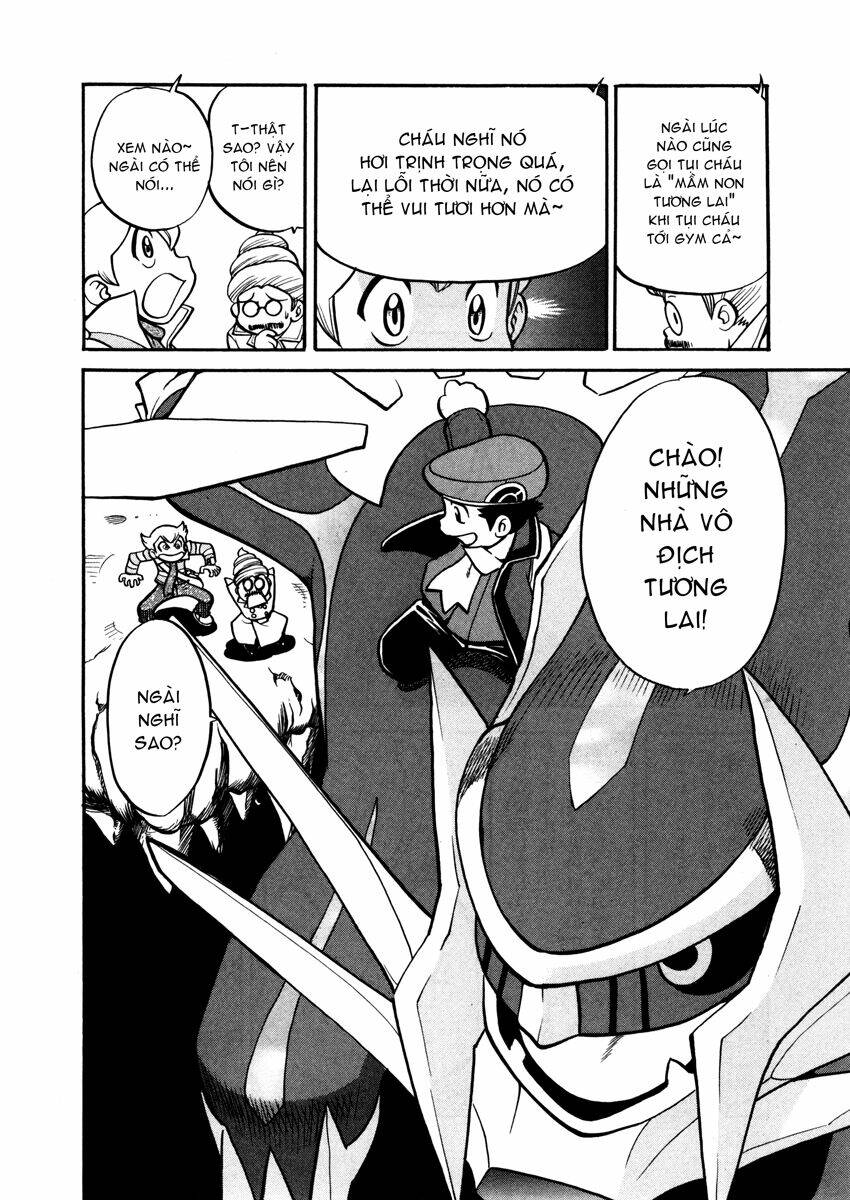 NGÀI LÚC
NÀO CŨNG
GỌI TỤI CHÁU
LÀ "MẦM NON
TƯƠNG LAI"
KHI TỤI CHÁU
TỚI GYM CẢ~
CHÁU NGHĨ NÓ
HƠI TRỊNH TRỌNG QUÁ,
LẠI LỖI THỜI NỮA, NÓ CÓ
THỂ VUI TƯƠI HƠN MÀ~
T-THẬT
SAO? VẬY
TÔI NÊN
NÓI GÌ?
XEM NÀO~
NGÀI CÓ THỂ
NÓI...
CHÀO!
NHỮNG
NHÀ VÔ
ĐỊCH
TƯƠNG
LAI!
NGÀI
NGHĨ
SAO?